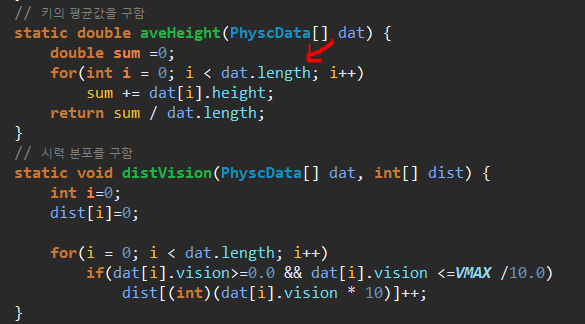 // 키의 평균값을 구함
static double aveHeight(PhyscData[] dat) {
double sum =0;
for(int i = 0; i < dat.length; i++)
sum += dat[i].height;
return sum / dat.length;
}
// 시력 분포를 구함
static void distVision(PhyscData[] dat, int[] dist) {
int i=0;
dist[i]=0;
for(i = 0; i < dat.length; i++)
if(dat[i].vision>=0.0 && dat[i].vision <=VMAX /10.0)
dist[(int)(dat[i].vision * 10)]++;
}